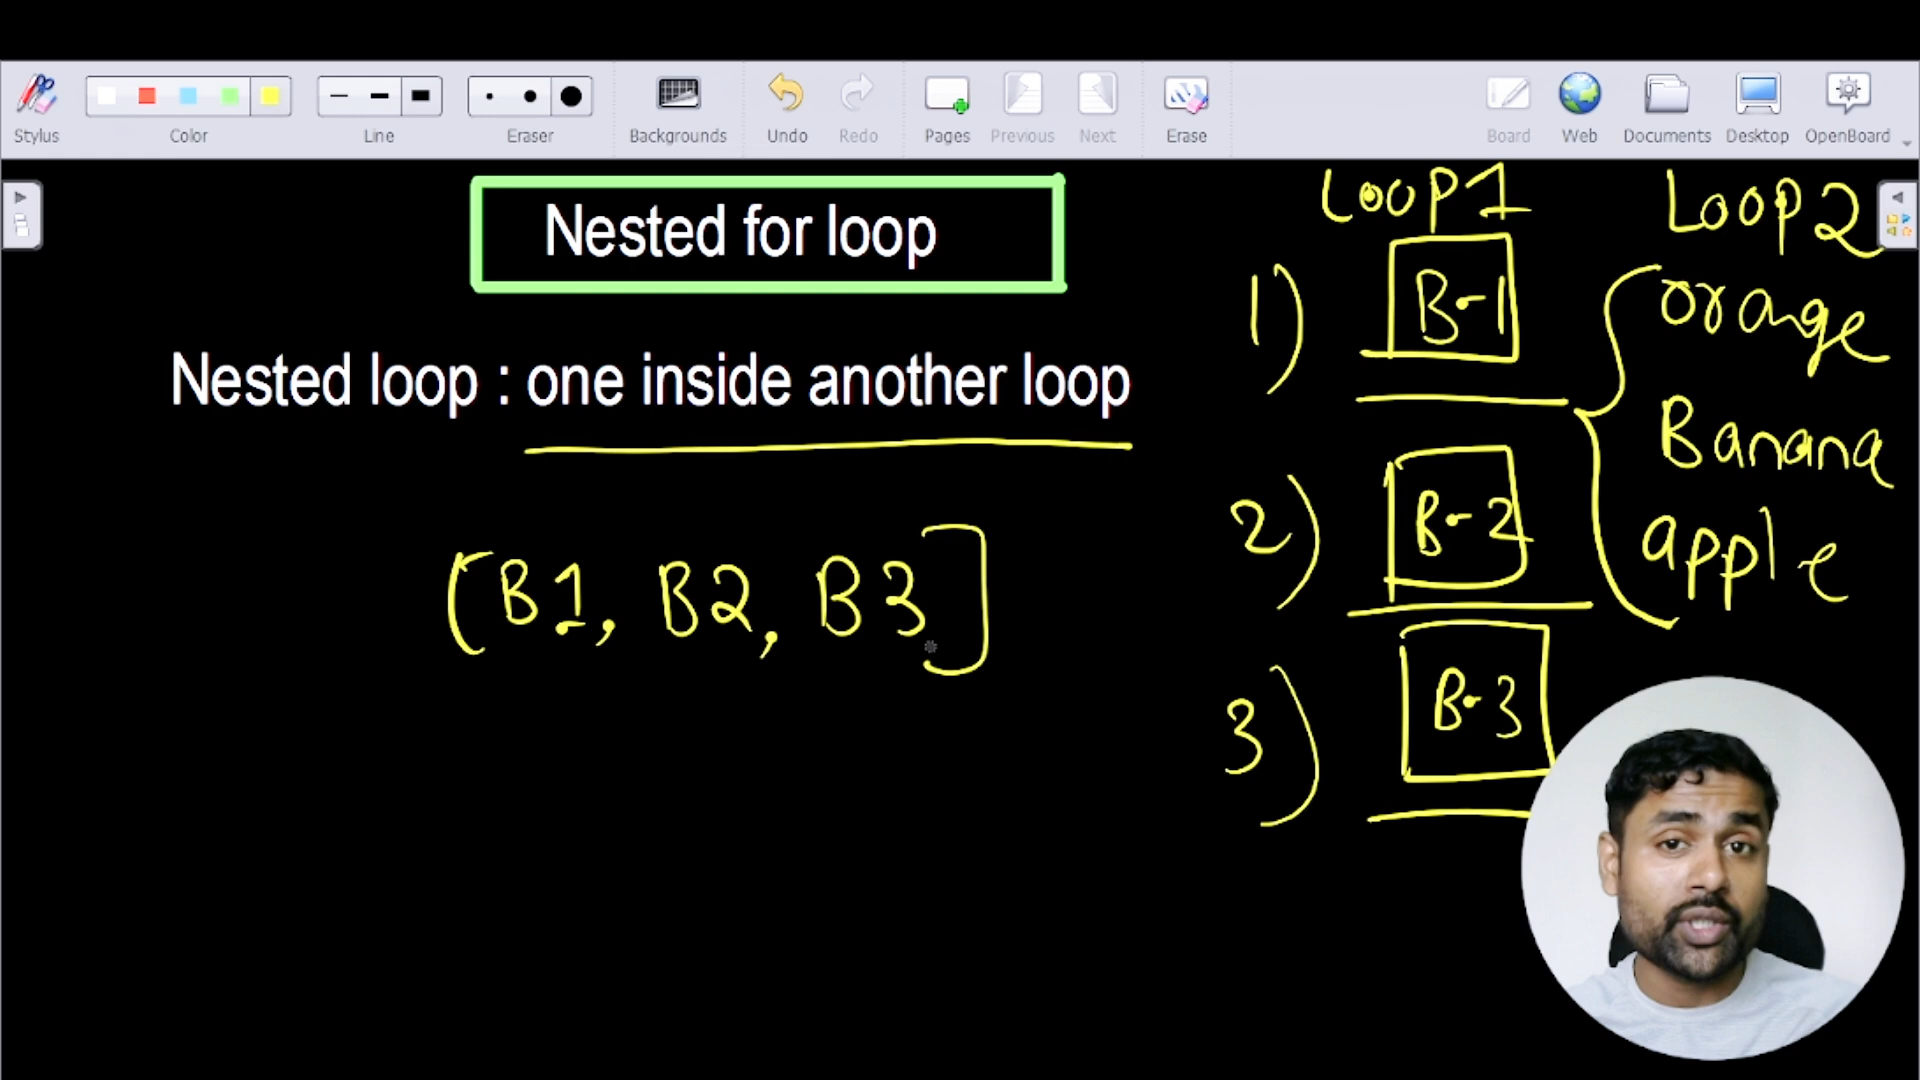 Stylus
Color
Line
Eraser
Backgrounds
Undo
Redo
Pages
Previous
Next
Erase
Board
Web
Documents
Desktop
OpenBoard
Nested for loop
Nested loop : one inside another loop
[B1, B2, B3]
LOOP1
1) B-1
2) B-2
3) B-3
Loop2
Orange
Banana
apple